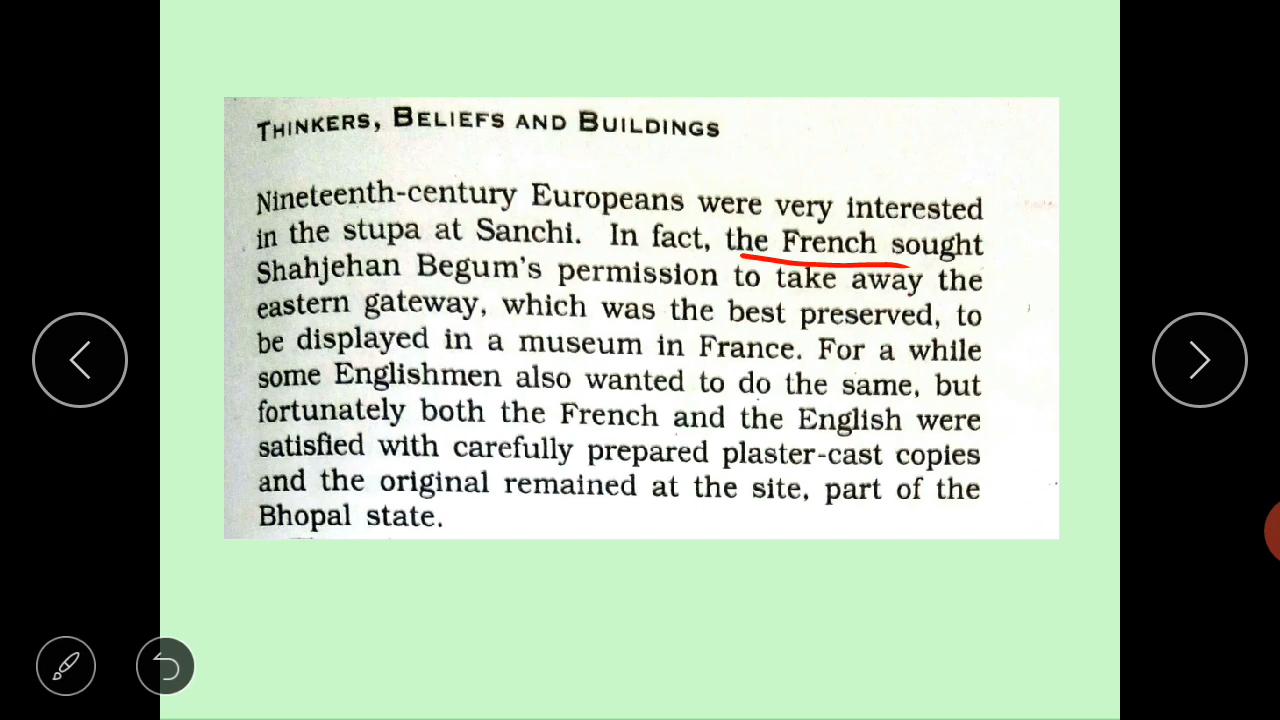 THINKERS, BELIEFS AND BUILDINGS
Nineteenth-century Europeans were very interested
in the stupa at Sanchi. In fact, the French sought
Shahjehan Begum's permission to take away the
eastern gateway, which was the best preserved, to
be displayed in a museum in France. For a while
some Englishmen also wanted to do the same, but
fortunately both the French and the English were
satisfied with carefully prepared plaster-cast copies
and the original remained at the site, part of the
Bhopal state.